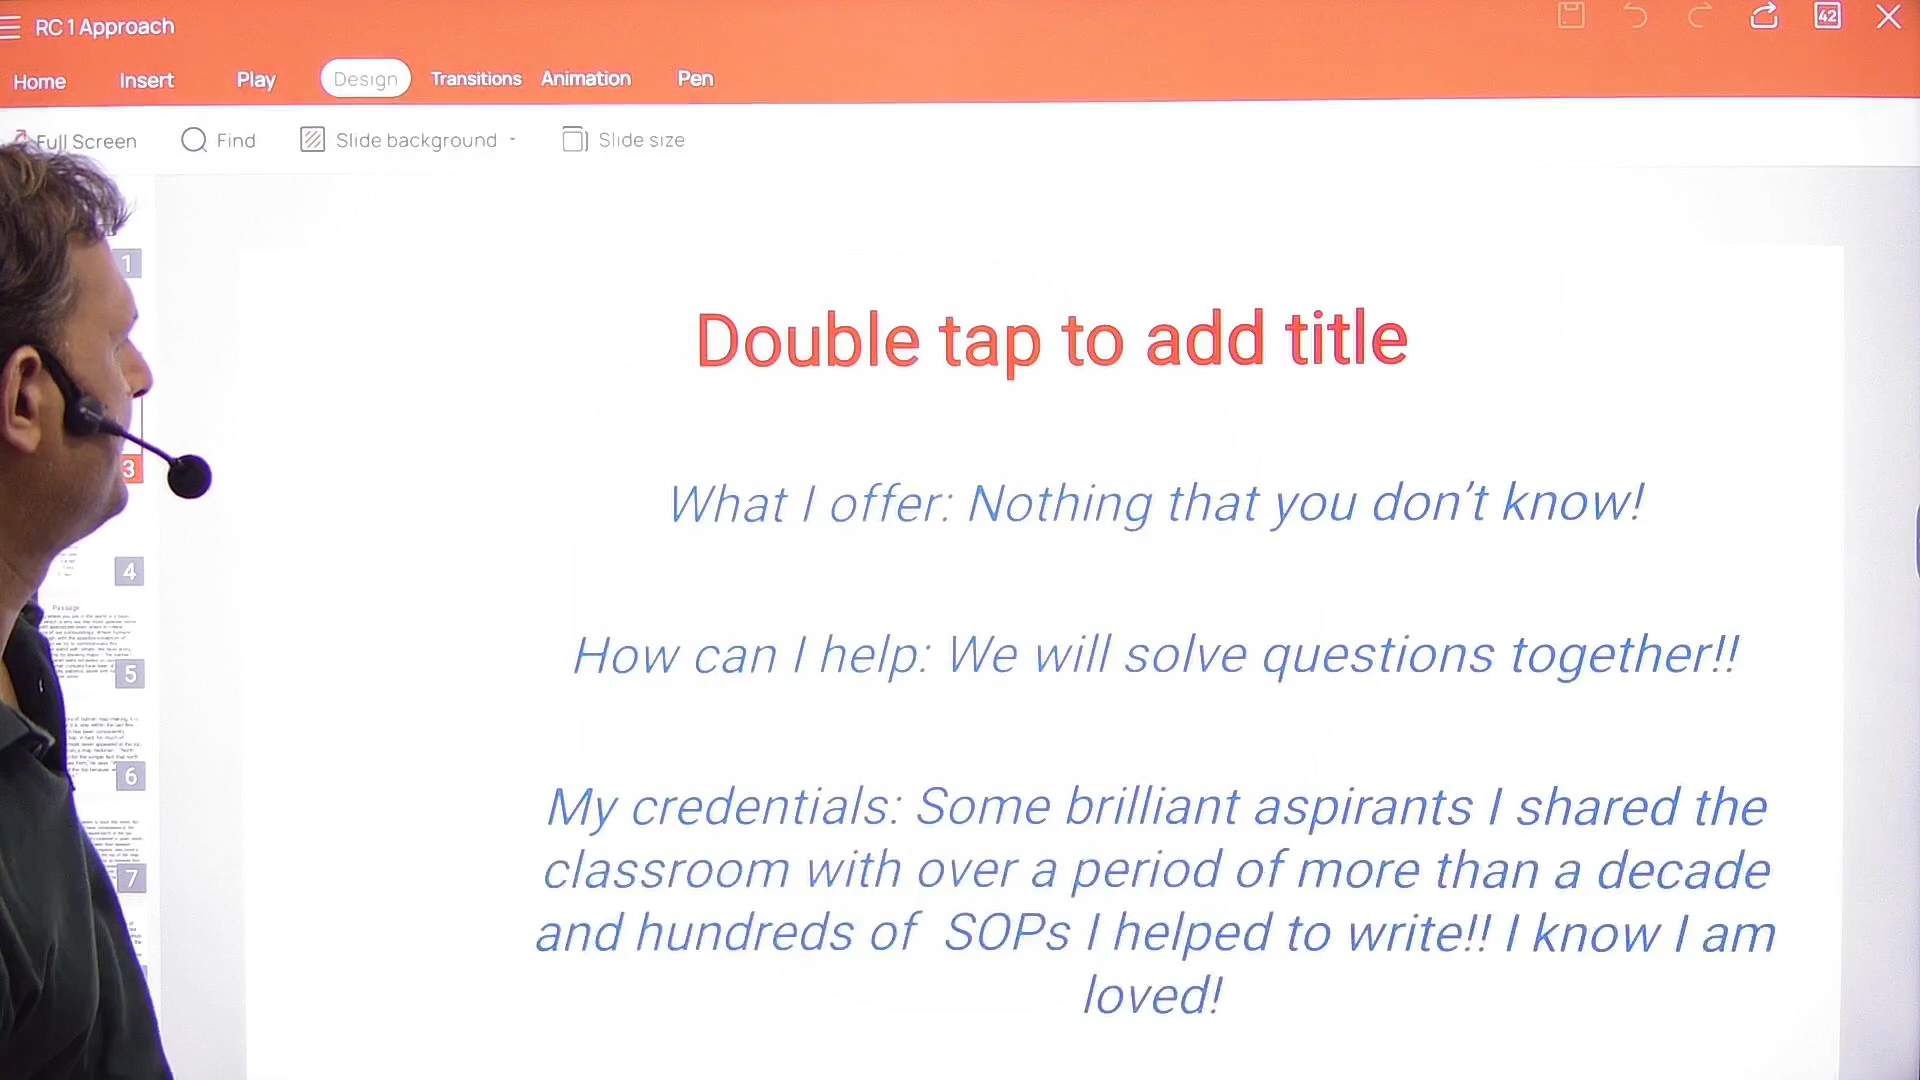 RC 1 Approach
42
Home Insert Play Design Transitions Animation Pen
Full Screen Find Slide background Slide size
1
3
4
5
6
7
Passage
Double tap to add title
What I offer: Nothing that you don't know!
How can I help: We will solve questions together!!
My credentials: Some brilliant aspirants I shared the
classroom with over a period of more than a decade
and hundreds of SOPs I helped to write!! I know I am
loved!